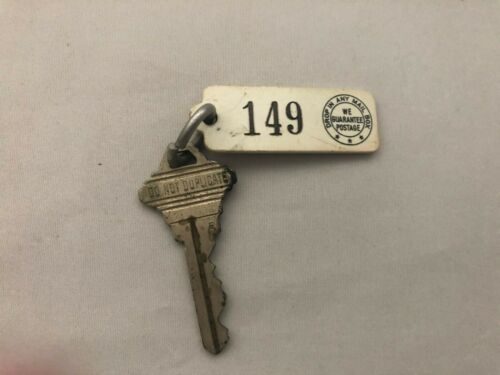 149
DROP IN ANY MAIL BOX
WE
GUARANTEE
POSTAGE
DO NOT DUPLICATE